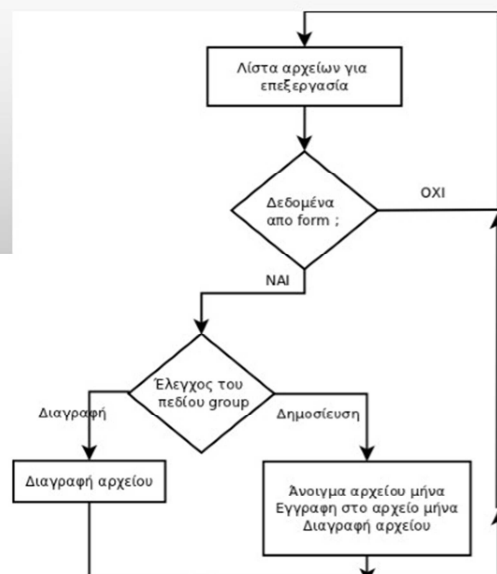 Λίστα αρχείων για
επεξεργασία
Δεδομένα
απο form ;
ΟΧΙ
ΝΑΙ
Έλεγχος του
πεδίου group
Διαγραφή
Δημοσίευση
Διαγραφή αρχείου
Άνοιγμα αρχείου μήνα
Εγγραφη στο αρχείο μήνα
Διαγραφή αρχείου